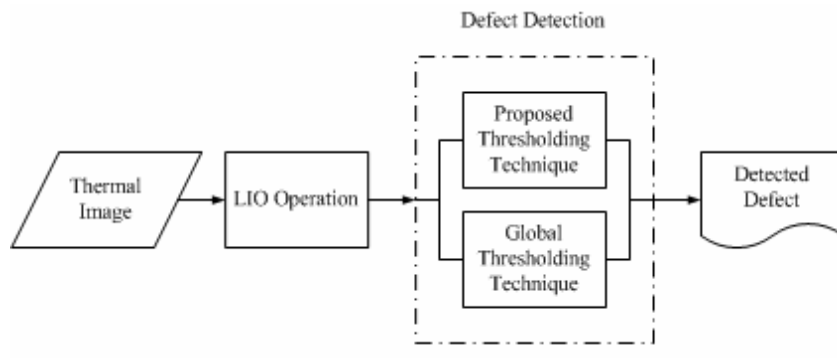 Defect Detection
Thermal
Image
LIO Operation
Proposed
Thresholding
Technique
Global
Thresholding
Technique
Detected
Defect